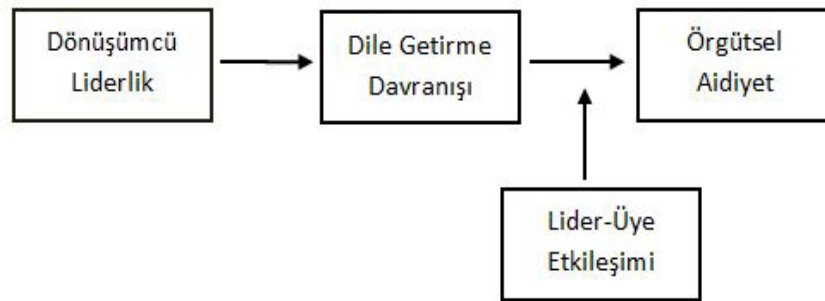 Dönüşümcü
Liderlik
Dile Getirme
Davranışı
Örgütsel
Aidiyet
Lider-Üye
Etkileşimi